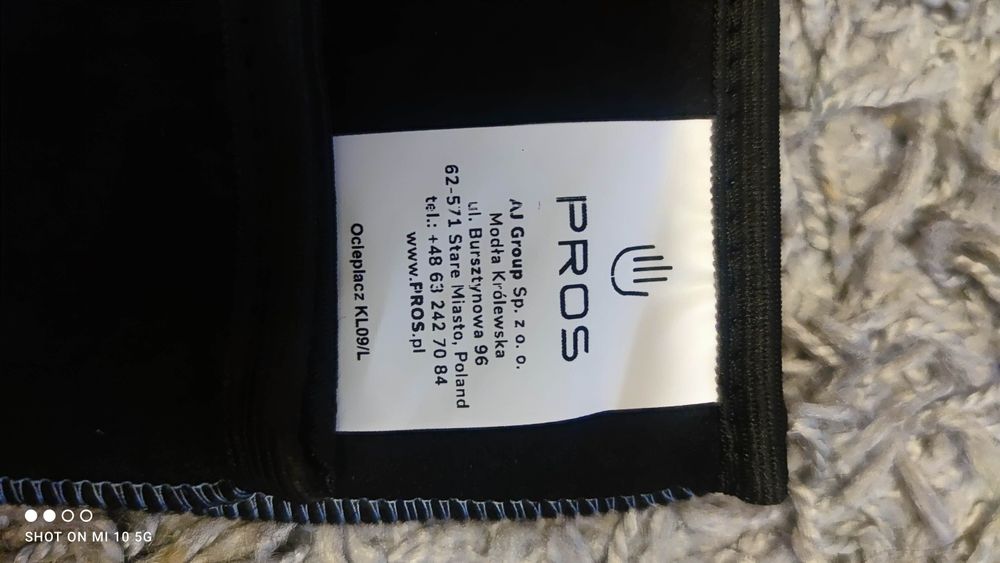 PROS
AJ Group Sp. z o. o.
Modła Królewska
ul. Bursztynowa 96
62-571 Stare Miasto, Poland
tel.: +48 63 242 70 84
www.PROS.pl
Ocieplacz KL09/L
SHOT ON MI 10 5G